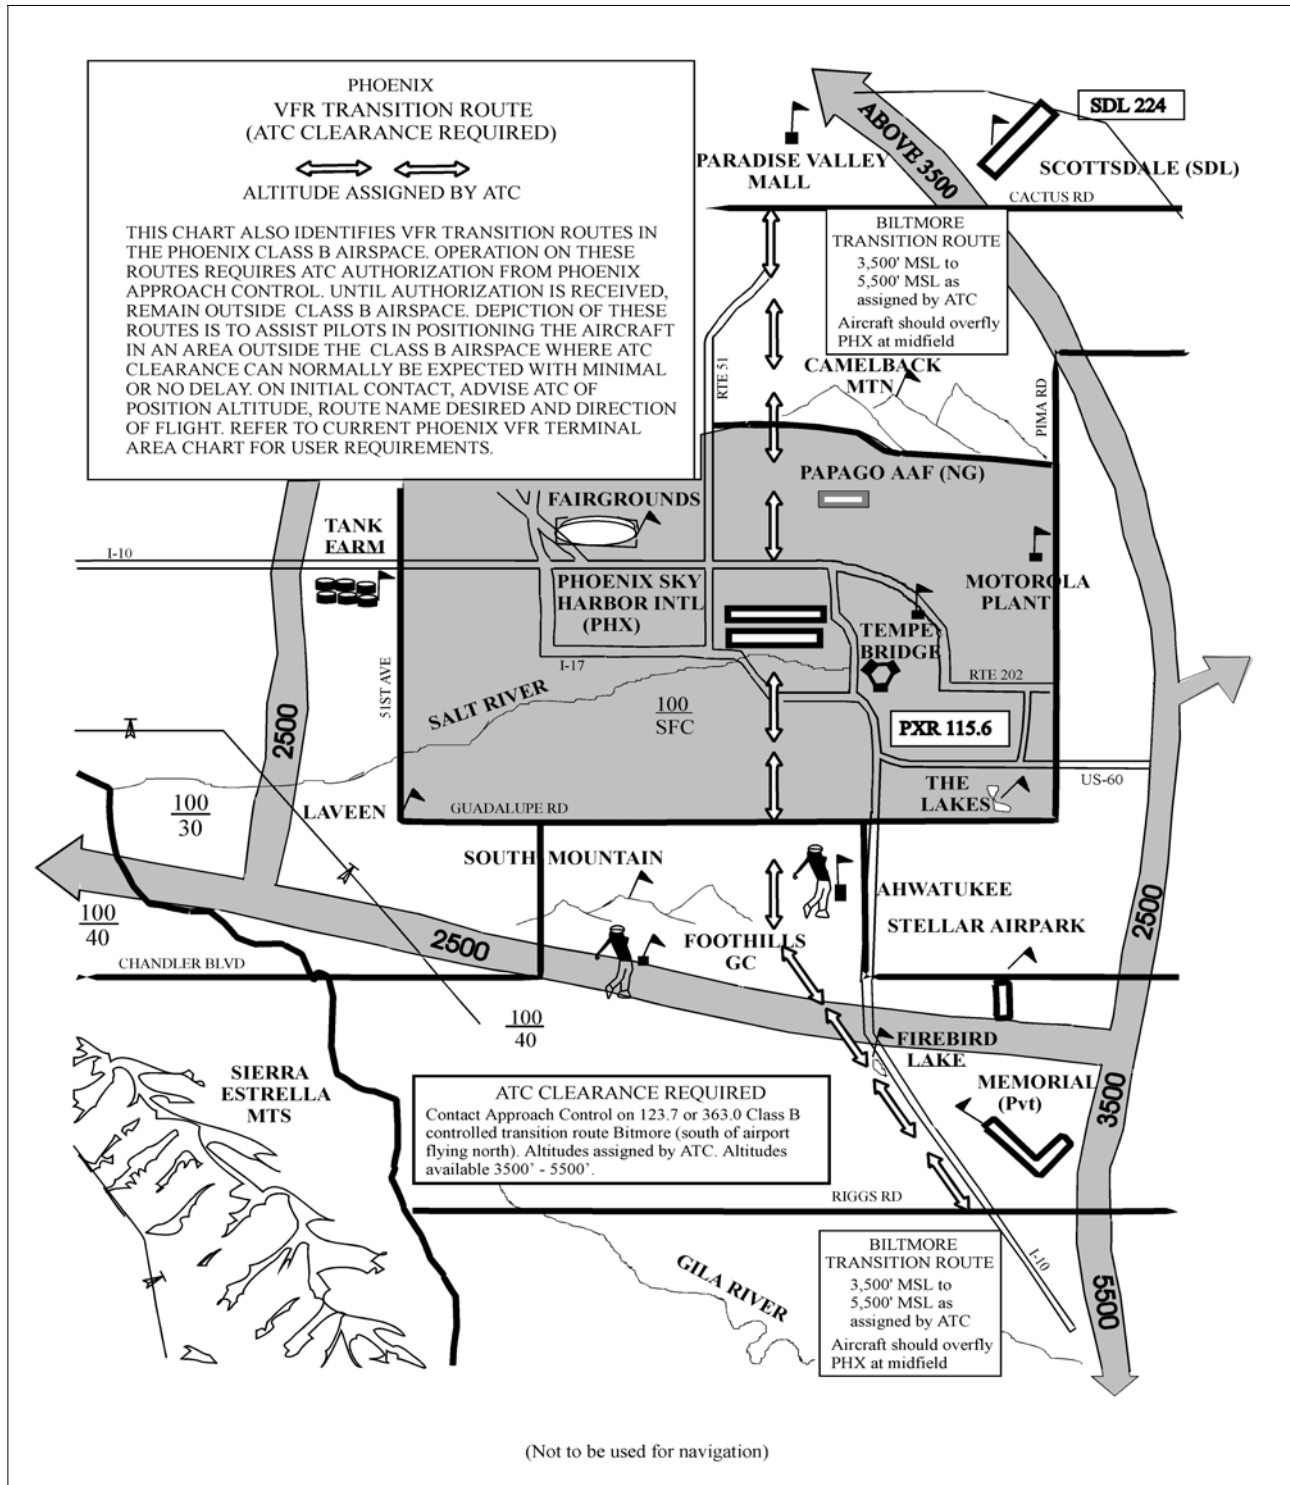 PHOENIX
VFR TRANSITION ROUTE
(ATC CLEARANCE REQUIRED)
ALTITUDE ASSIGNED BY ATC
THIS CHART ALSO IDENTIFIES VFR TRANSITION ROUTES IN
THE PHOENIX CLASS B AIRSPACE. OPERATION ON THESE
ROUTES REQUIRES ATC AUTHORIZATION FROM PHOENIX
APPROACH CONTROL. UNTIL AUTHORIZATION IS RECEIVED,
REMAIN OUTSIDE CLASS B AIRSPACE. DEPICTION OF THESE
ROUTES IS TO ASSIST PILOTS IN POSITIONING THE AIRCRAFT
IN AN AREA OUTSIDE THE CLASS B AIRSPACE WHERE ATC
CLEARANCE CAN NORMALLY BE EXPECTED WITH MINIMAL
OR NO DELAY. ON INITIAL CONTACT, ADVISE ATC OF
POSITION ALTITUDE, ROUTE NAME DESIRED AND DIRECTION
OF FLIGHT. REFER TO CURRENT PHOENIX VFR TERMINAL
AREA CHART FOR USER REQUIREMENTS.
ABOVE 3500
SDL 224
PARADISE VALLEY
MALL
SCOTTSDALE (SDL)
CACTUS RD
BILTMORE
TRANSITION ROUTE
3,500' MSL to
5,500' MSL as
assigned by ATC
Aircraft should overfly
PHX at midfield
RTE 51
CAMELBACK
MTN
PIMA RD
PAPAGO AAF (NG)
FAIRGROUNDS
TANK
FARM
I-10
PHOENIX SKY
HARBOR INTL
(PHX)
MOTOROLA
PLANT
TEMPE
BRIDGE
I-17
RTE 202
51ST AVE
SALT RIVER
100
SFC
PXR 115.6
2500
US-60
THE
LAKES
100
30
LAVEEN
GUADALUPE RD
SOUTH MOUNTAIN
AHWATUKEE
STELLAR AIRPARK
2500
100
40
2500
FOOTHILLS
GC
CHANDLER BLVD
100
40
FIREBIRD
LAKE
SIERRA
ESTRELLA
MTS
MEMORIAL
(Pvt)
3500
ATC CLEARANCE REQUIRED
Contact Approach Control on 123.7 or 363.0 Class B
controlled transition route Bitmore (south of airport
flying north). Altitudes assigned by ATC. Altitudes
available 3500’ - 5500’.
RIGGS RD
GILA RIVER
I-10
5500
BILTMORE
TRANSITION ROUTE
3,500' MSL to
5,500' MSL as
assigned by ATC
Aircraft should overfly
PHX at midfield
(Not to be used for navigation)